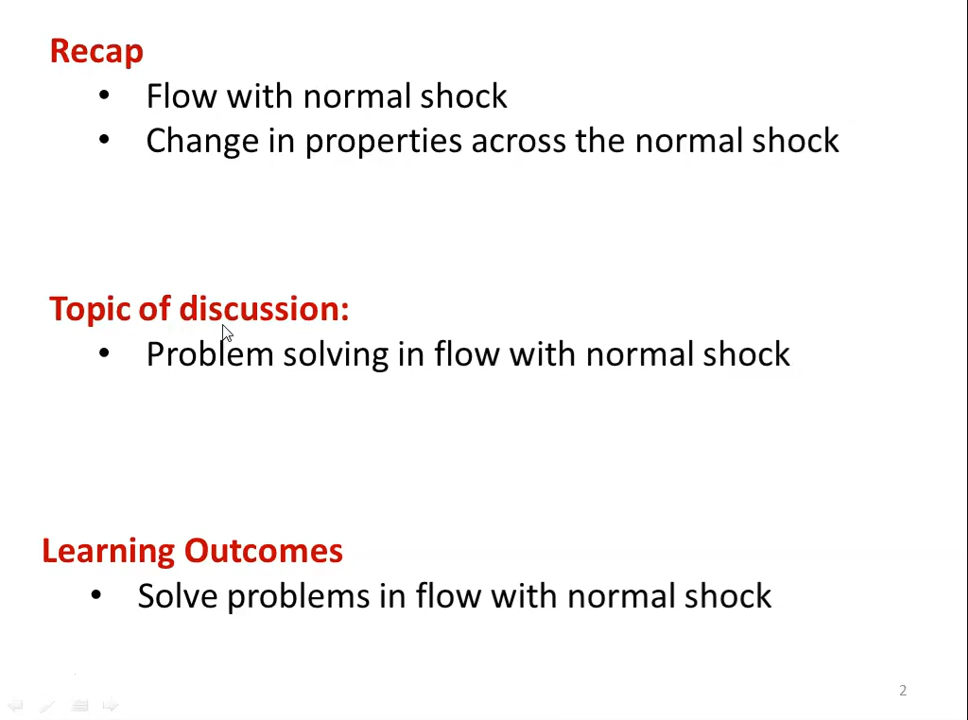 Recap
• Flow with normal shock
• Change in properties across the normal shock
Topic of discussion:
• Problem solving in flow with normal shock
Learning Outcomes
• Solve problems in flow with normal shock
2